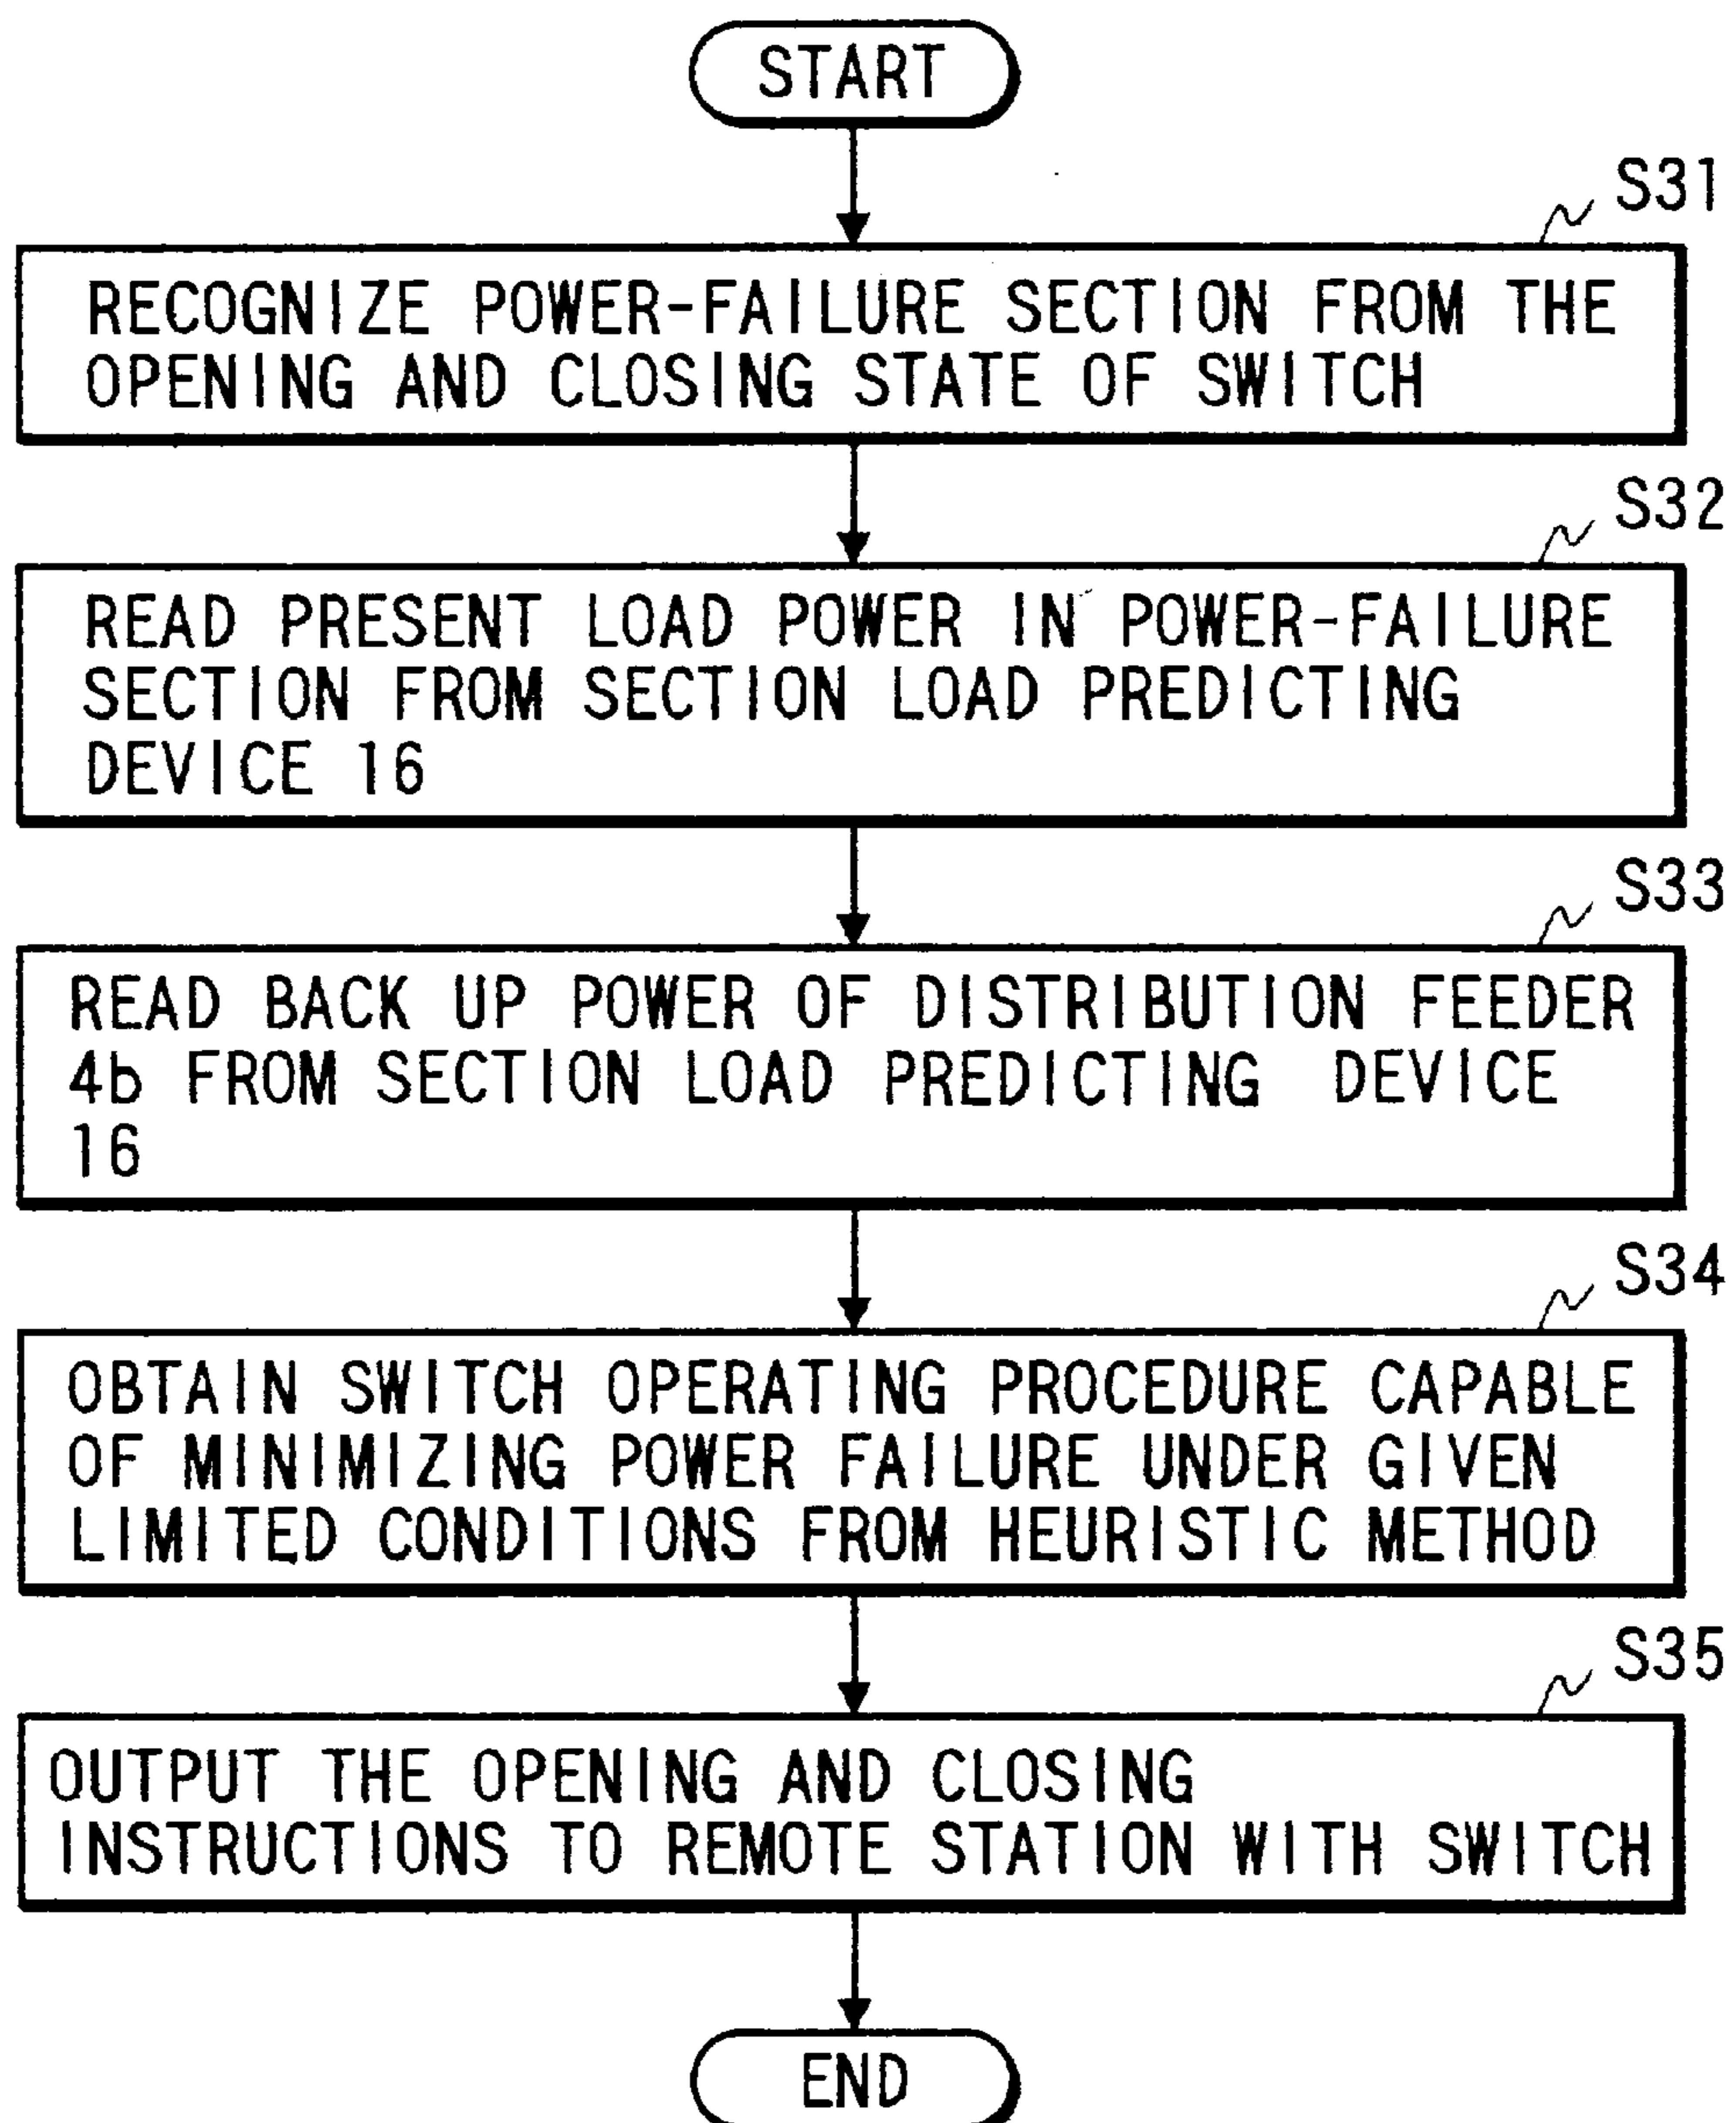 START
S31
RECOGNIZE POWER-FAILURE SECTION FROM THE
OPENING AND CLOSING STATE OF SWITCH
S32
READ PRESENT LOAD POWER IN POWER-FAILURE
SECTION FROM SECTION LOAD PREDICTING
DEVICE 16
S33
READ BACK UP POWER OF DISTRIBUTION FEEDER
4b FROM SECTION LOAD PREDICTING DEVICE
16
S34
OBTAIN SWITCH OPERATING PROCEDURE CAPABLE
OF MINIMIZING POWER FAILURE UNDER GIVEN
LIMITED CONDITIONS FROM HEURISTIC METHOD
S35
OUTPUT THE OPENING AND CLOSING
INSTRUCTIONS TO REMOTE STATION WITH SWITCH
END